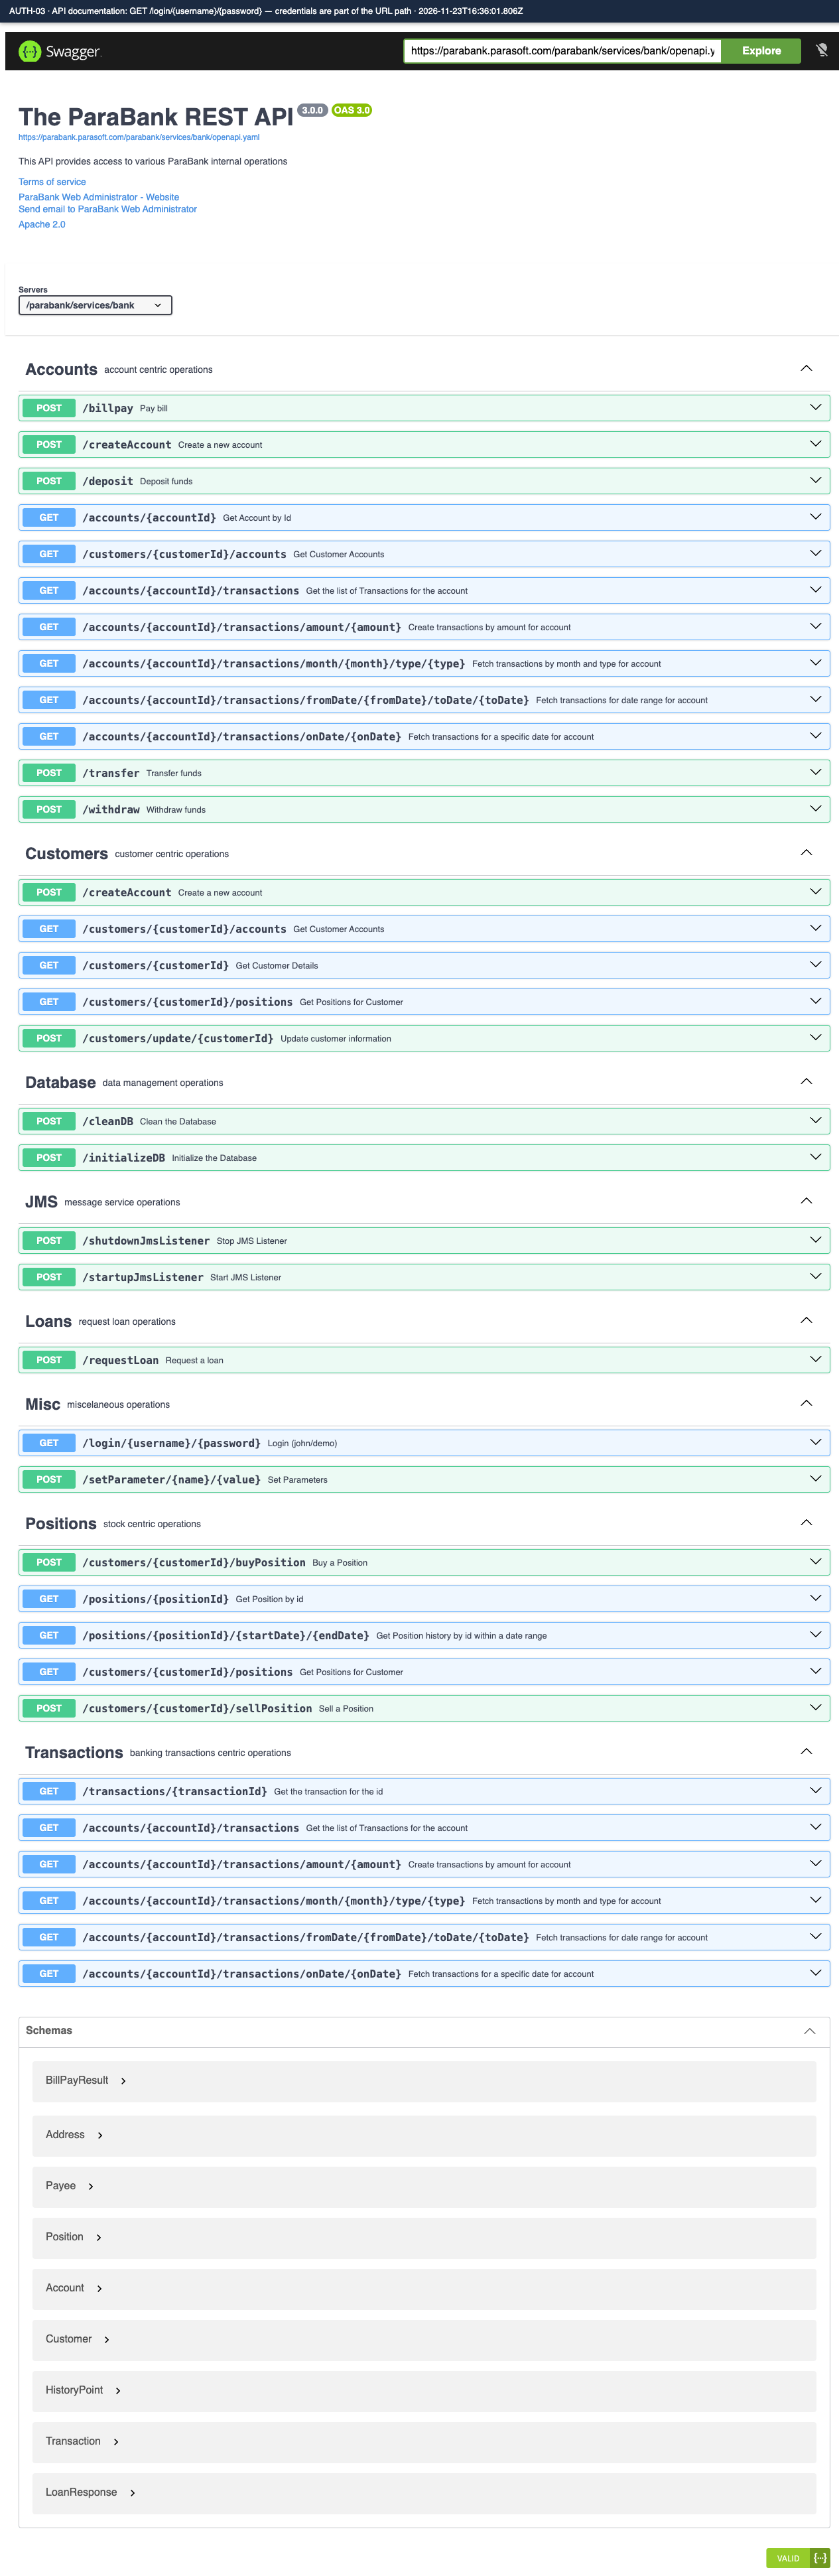 AUTH-03 · API documentation: GET /login/{username}/{password} — credentials are part of the URL path · 2026-11-23T16:36:01.806Z
Swagger
https://parabank.parasoft.com/parabank/services/bank/openapi.y
Explore
The ParaBank REST API 3.0.0 OAS 3.0
https://parabank.parasoft.com/parabank/services/bank/openapi.yaml
This API provides access to various ParaBank internal operations
Terms of service
ParaBank Web Administrator - Website
Send email to ParaBank Web Administrator
Apache 2.0
Servers
/parabank/services/bank
Accounts account centric operations
POST /billpay Pay bill
POST /createAccount Create a new account
POST /deposit Deposit funds
GET /accounts/{accountId} Get Account by Id
GET /customers/{customerId}/accounts Get Customer Accounts
GET /accounts/{accountId}/transactions Get the list of Transactions for the account
GET /accounts/{accountId}/transactions/amount/{amount} Create transactions by amount for account
GET /accounts/{accountId}/transactions/month/{month}/type/{type} Fetch transactions by month and type for account
GET /accounts/{accountId}/transactions/fromDate/{fromDate}/toDate/{toDate} Fetch transactions for date range for account
GET /accounts/{accountId}/transactions/onDate/{onDate} Fetch transactions for a specific date for account
POST /transfer Transfer funds
POST /withdraw Withdraw funds
Customers customer centric operations
POST /createAccount Create a new account
GET /customers/{customerId}/accounts Get Customer Accounts
GET /customers/{customerId} Get Customer Details
GET /customers/{customerId}/positions Get Positions for Customer
POST /customers/update/{customerId} Update customer information
Database data management operations
POST /cleanDB Clean the Database
POST /initializeDB Initialize the Database
JMS message service operations
POST /shutdownJmsListener Stop JMS Listener
POST /startupJmsListener Start JMS Listener
Loans request loan operations
POST /requestLoan Request a loan
Misc miscelaneous operations
GET /login/{username}/{password} Login (john/demo)
POST /setParameter/{name}/{value} Set Parameters
Positions stock centric operations
POST /customers/{customerId}/buyPosition Buy a Position
GET /positions/{positionId} Get Position by id
GET /positions/{positionId}/{startDate}/{endDate} Get Position history by id within a date range
GET /customers/{customerId}/positions Get Positions for Customer
POST /customers/{customerId}/sellPosition Sell a Position
Transactions banking transactions centric operations
GET /transactions/{transactionId} Get the transaction for the id
GET /accounts/{accountId}/transactions Get the list of Transactions for the account
GET /accounts/{accountId}/transactions/amount/{amount} Create transactions by amount for account
GET /accounts/{accountId}/transactions/month/{month}/type/{type} Fetch transactions by month and type for account
GET /accounts/{accountId}/transactions/fromDate/{fromDate}/toDate/{toDate} Fetch transactions for date range for account
GET /accounts/{accountId}/transactions/onDate/{onDate} Fetch transactions for a specific date for account
Schemas
BillPayResult
Address
Payee
Position
Account
Customer
HistoryPoint
Transaction
LoanResponse
VALID {···}